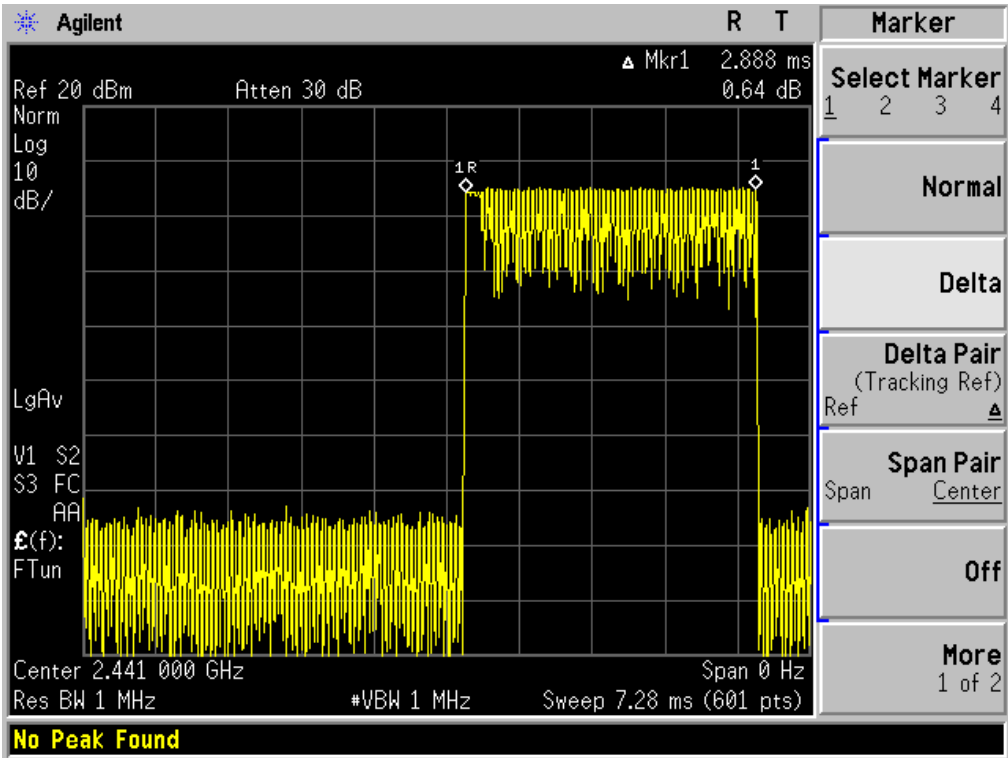 Agilent
R T
Marker
Δ Mkr1 2.888 ms
Ref 20 dBm Atten 30 dB 0.64 dB
Norm
Log
10
dB/
1R
1
LgAv
V1 S2
S3 FC
AA
£(f):
FTun
Center 2.441 000 GHz Span 0 Hz
Res BW 1 MHz #VBW 1 MHz Sweep 7.28 ms (601 pts)
No Peak Found
Select Marker
1 2 3 4
Normal
Delta
Delta Pair
(Tracking Ref)
Ref Δ
Span Pair
Span Center
Off
More
1 of 2